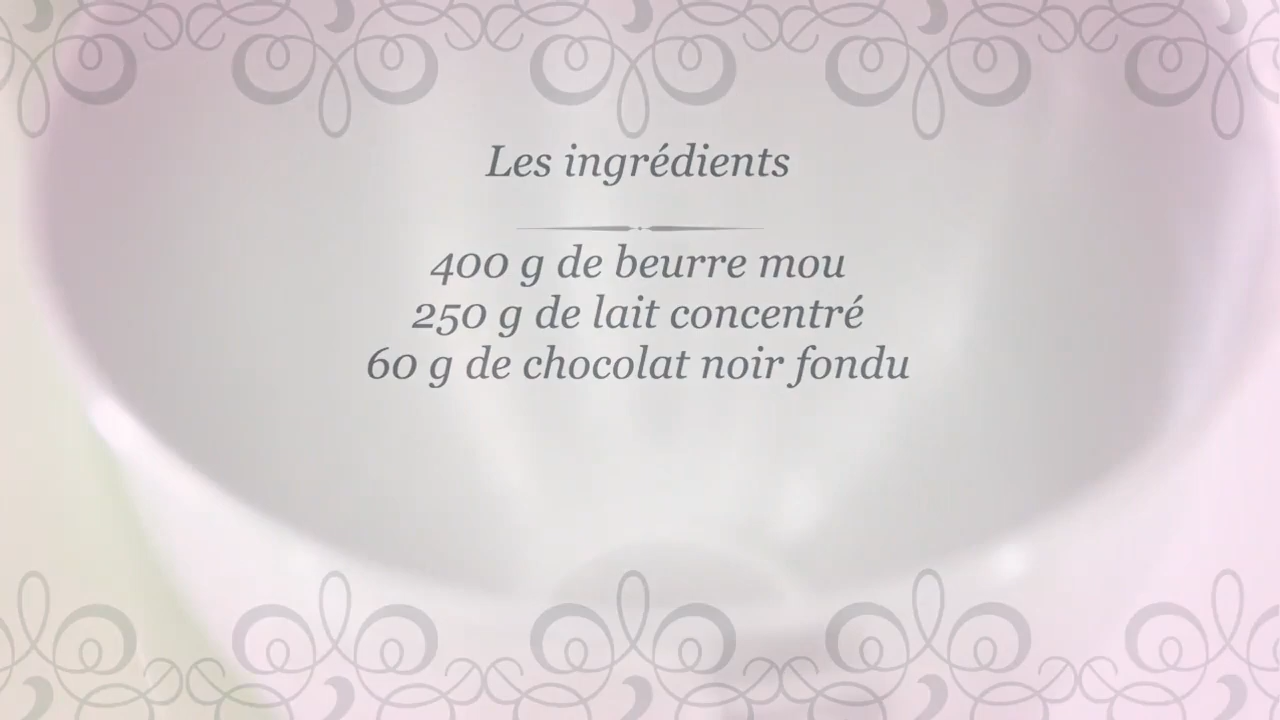 Les ingrédients
400 g de beurre mou
250 g de lait concentré
60 g de chocolat noir fondu